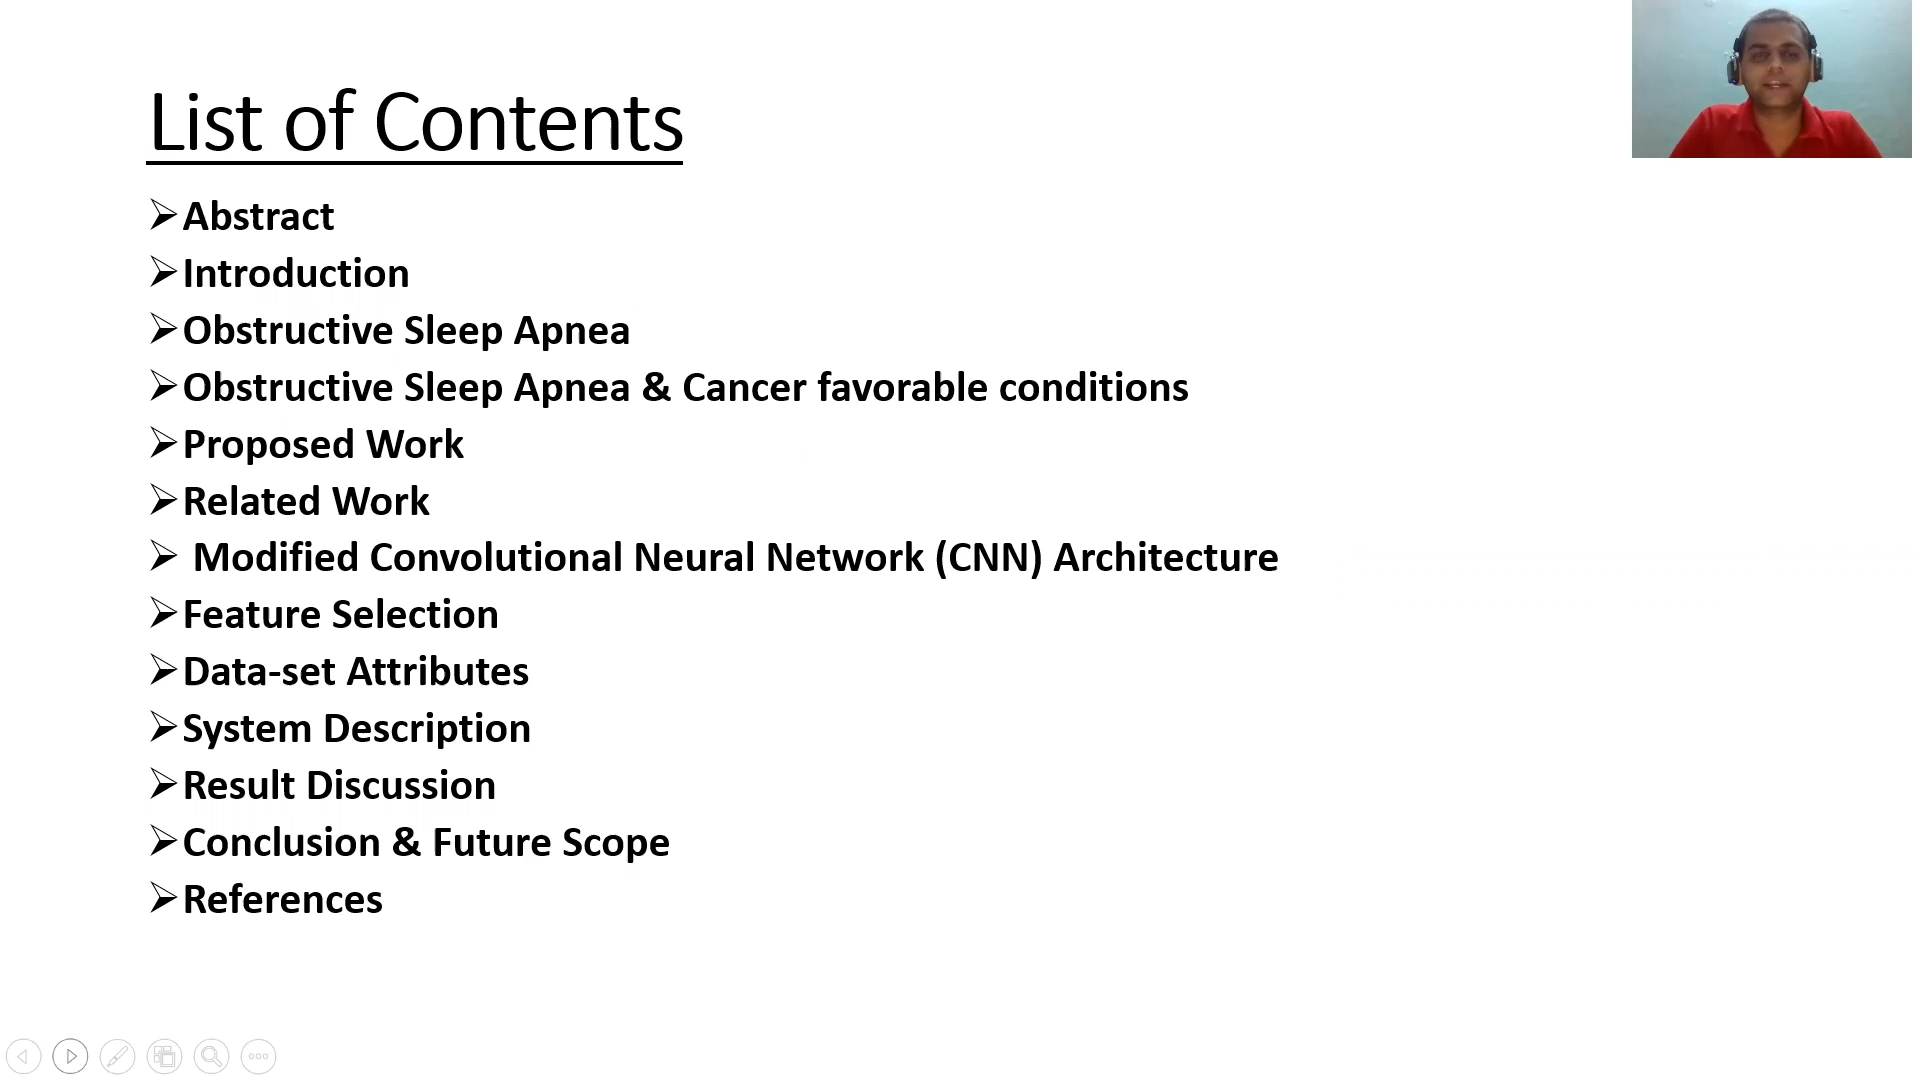 List of Contents
Abstract
Introduction
Obstructive Sleep Apnea
Obstructive Sleep Apnea & Cancer favorable conditions
Proposed Work
Related Work
Modified Convolutional Neural Network (CNN) Architecture
Feature Selection
Data-set Attributes
System Description
Result Discussion
Conclusion & Future Scope
References